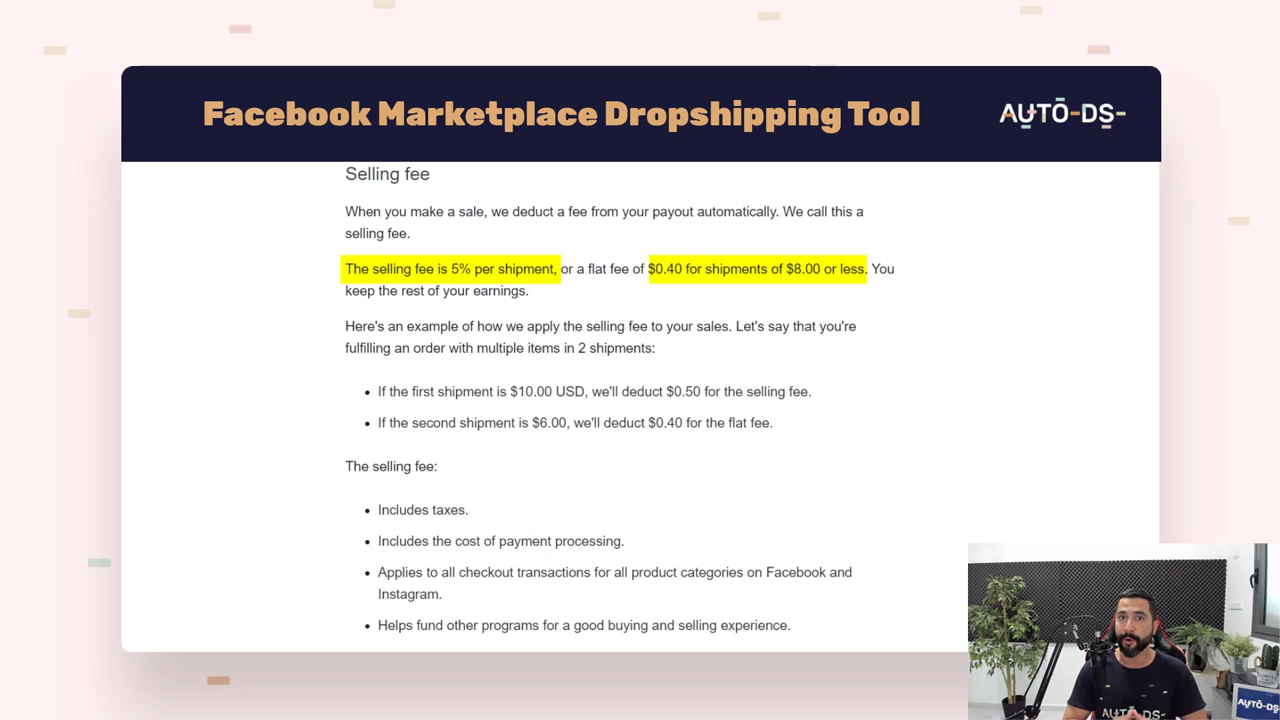 Facebook Marketplace Dropshipping Tool
AUTO-DS-
Selling fee
When you make a sale, we deduct a fee from your payout automatically. We call this a
selling fee.
The selling fee is 5% per shipment, or a flat fee of $0.40 for shipments of $8.00 or less. You
keep the rest of your earnings.
Here's an example of how we apply the selling fee to your sales. Let's say that you're
fulfilling an order with multiple items in 2 shipments:
• If the first shipment is $10.00 USD, we'll deduct $0.50 for the selling fee.
• If the second shipment is $6.00, we'll deduct $0.40 for the flat fee.
The selling fee:
• Includes taxes.
• Includes the cost of payment processing.
• Applies to all checkout transactions for all product categories on Facebook and
Instagram.
• Helps fund other programs for a good buying and selling experience.
AUTO-DS
AUTO-DS-